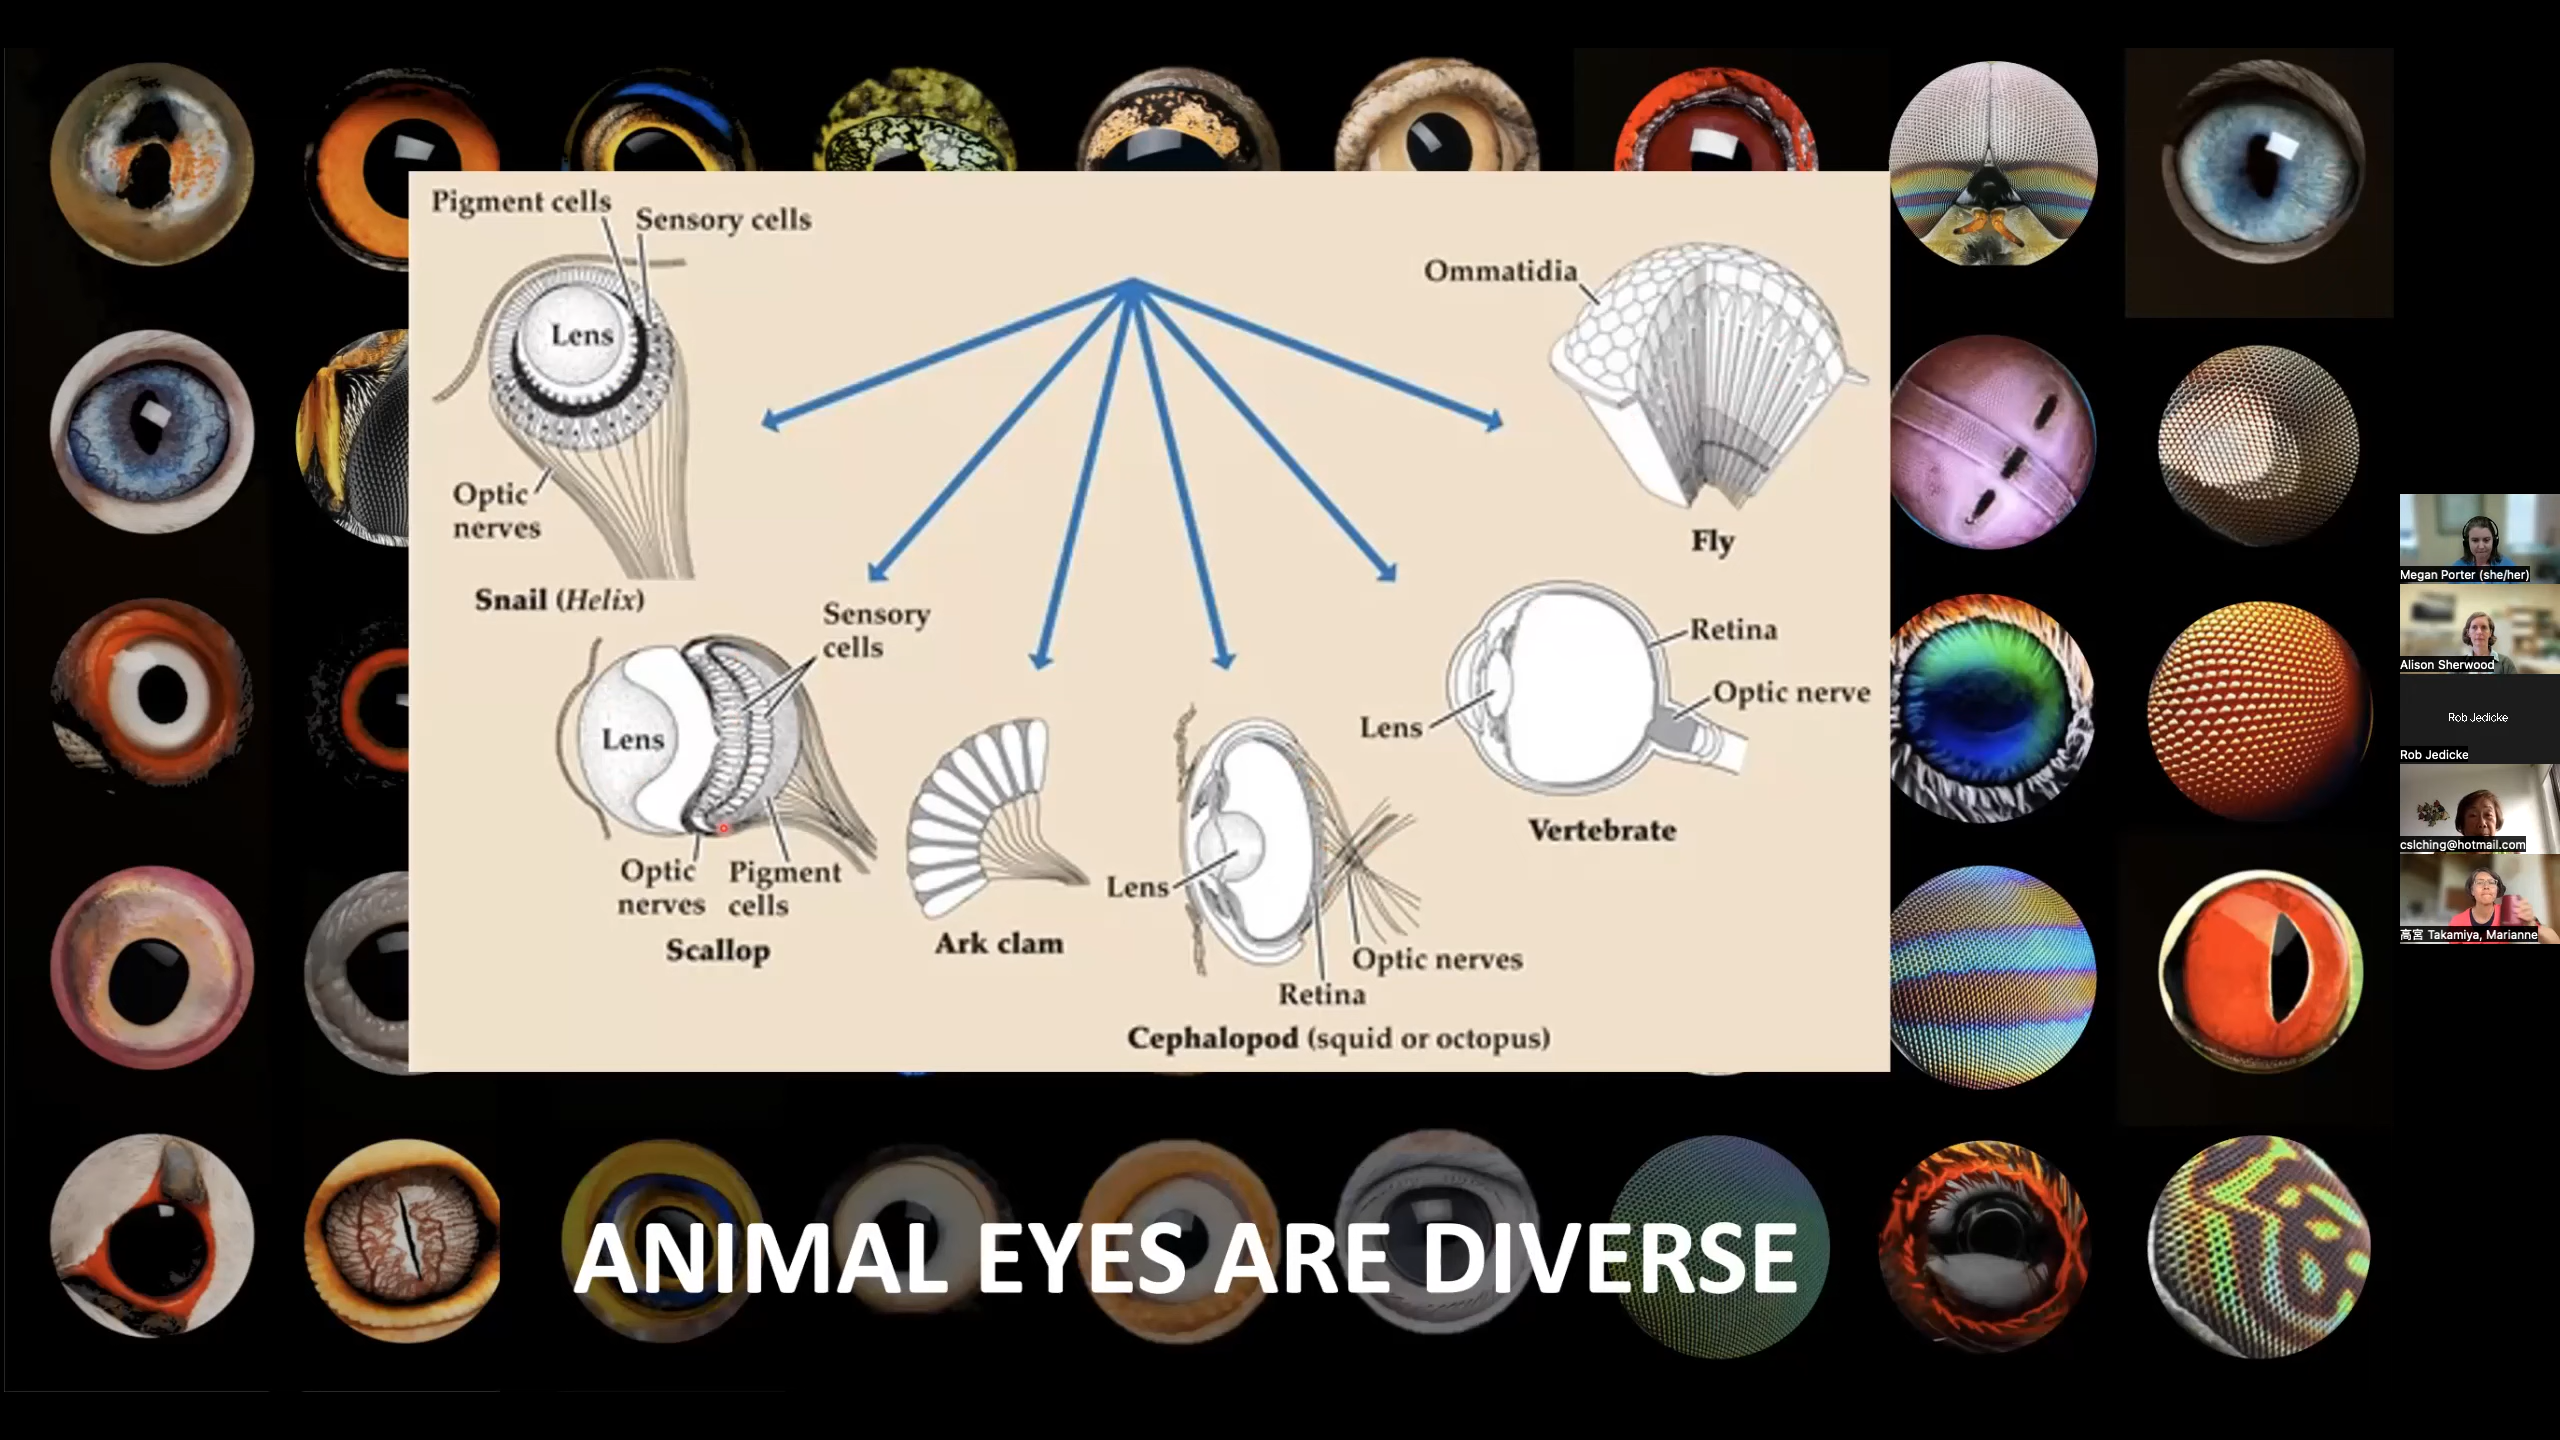 Pigment cells
Sensory cells
Lens
Optic
nerves
Snail (Helix)
Ommatidia
Fly
Sensory
cells
Lens
Optic
nerves
Pigment
cells
Scallop
Ark clam
Lens
Retina
Optic nerves
Cephalopod (squid or octopus)
Retina
Optic nerve
Lens
Vertebrate
ANIMAL EYES ARE DIVERSE
Megan Porter (she/her)
Alison Sherwood
Rob Jedicke
Rob Jedicke
cslching@hotmail.com
高宮 Takamiya, Marianne